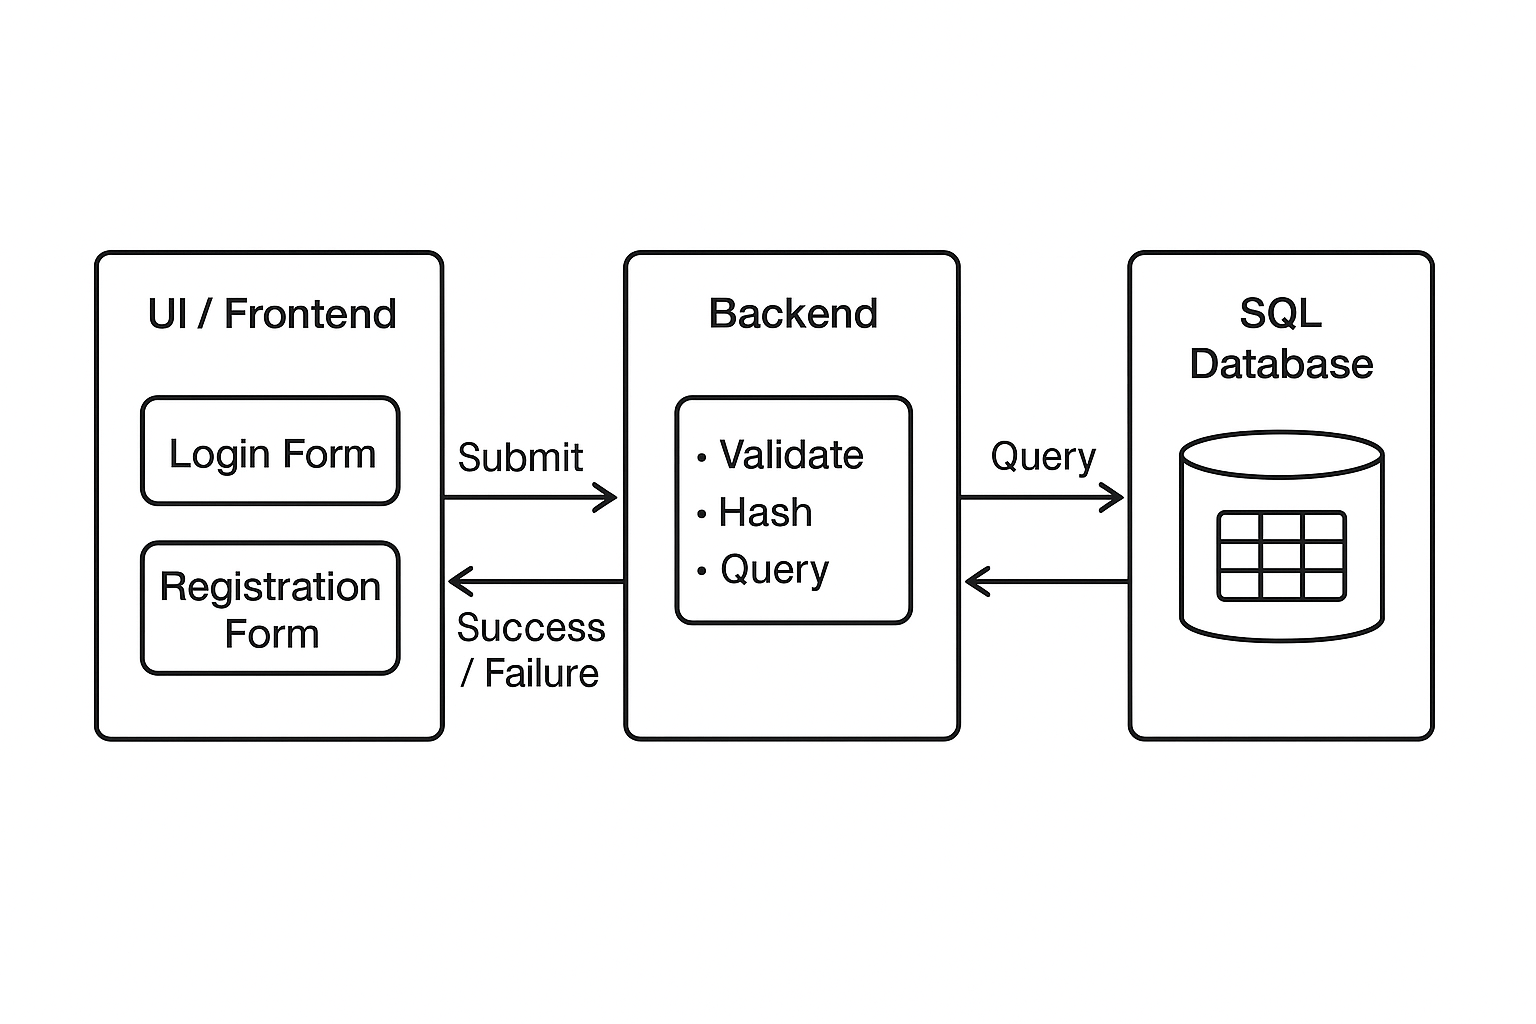 UI / Frontend
Login Form
Registration
Form
Submit
Success
/ Failure
Backend
• Validate
• Hash
• Query
Query
SQL
Database